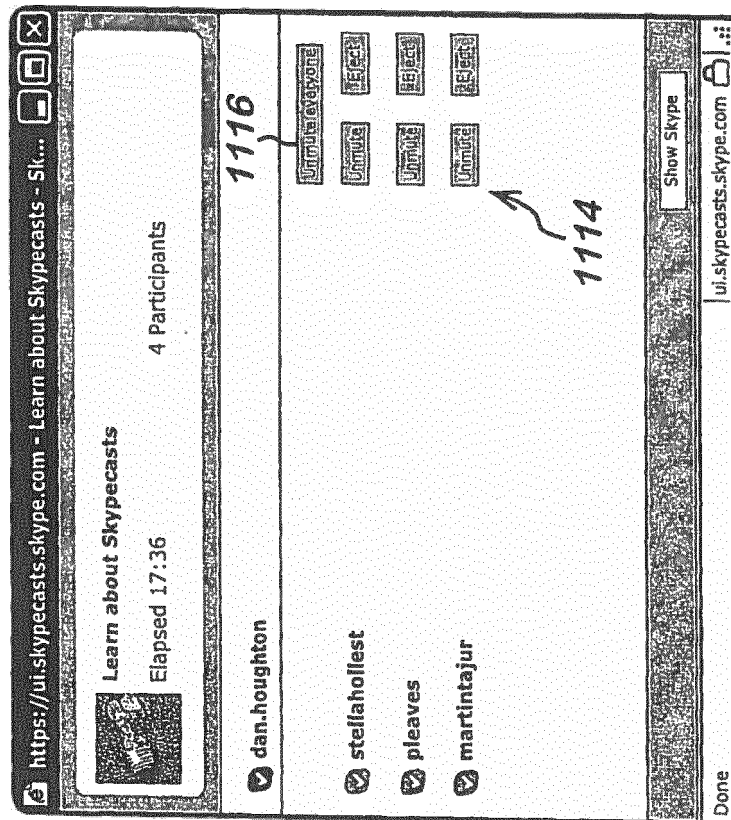 https://ui.skypecasts.skype.com - Learn about Skypecasts - Sk...
Learn about Skypecasts
Elapsed 17:36 4 Participants
dan.houghton
1116
Unmute everyone
stellahollest Unmute Eject
pleaves Unmute Eject
martintajur Unmute Eject
1114
Show Skype
Done ui.skypecasts.skype.com